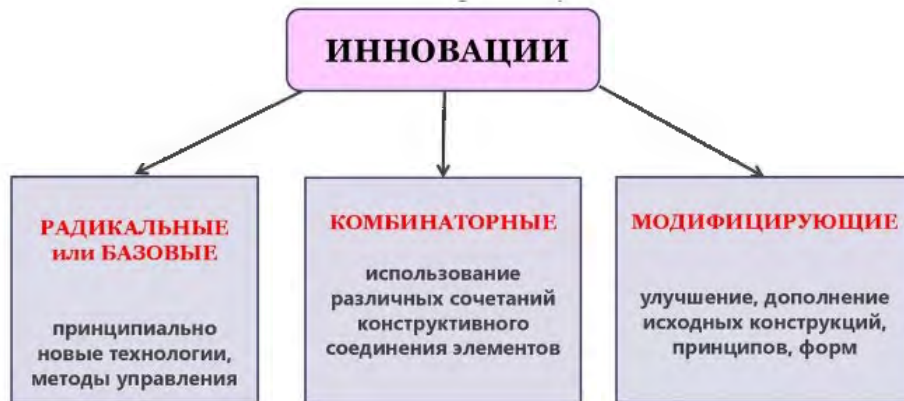 ИННОВАЦИИ
РАДИКАЛЬНЫЕ
или БАЗОВЫЕ
принципиально
новые технологии,
методы управления
КОМБИНАТОРНЫЕ
использование
различных сочетаний
конструктивного
соединения элементов
МОДИФИЦИРУЮЩИЕ
улучшение, дополнение
исходных конструкций,
принципов, форм